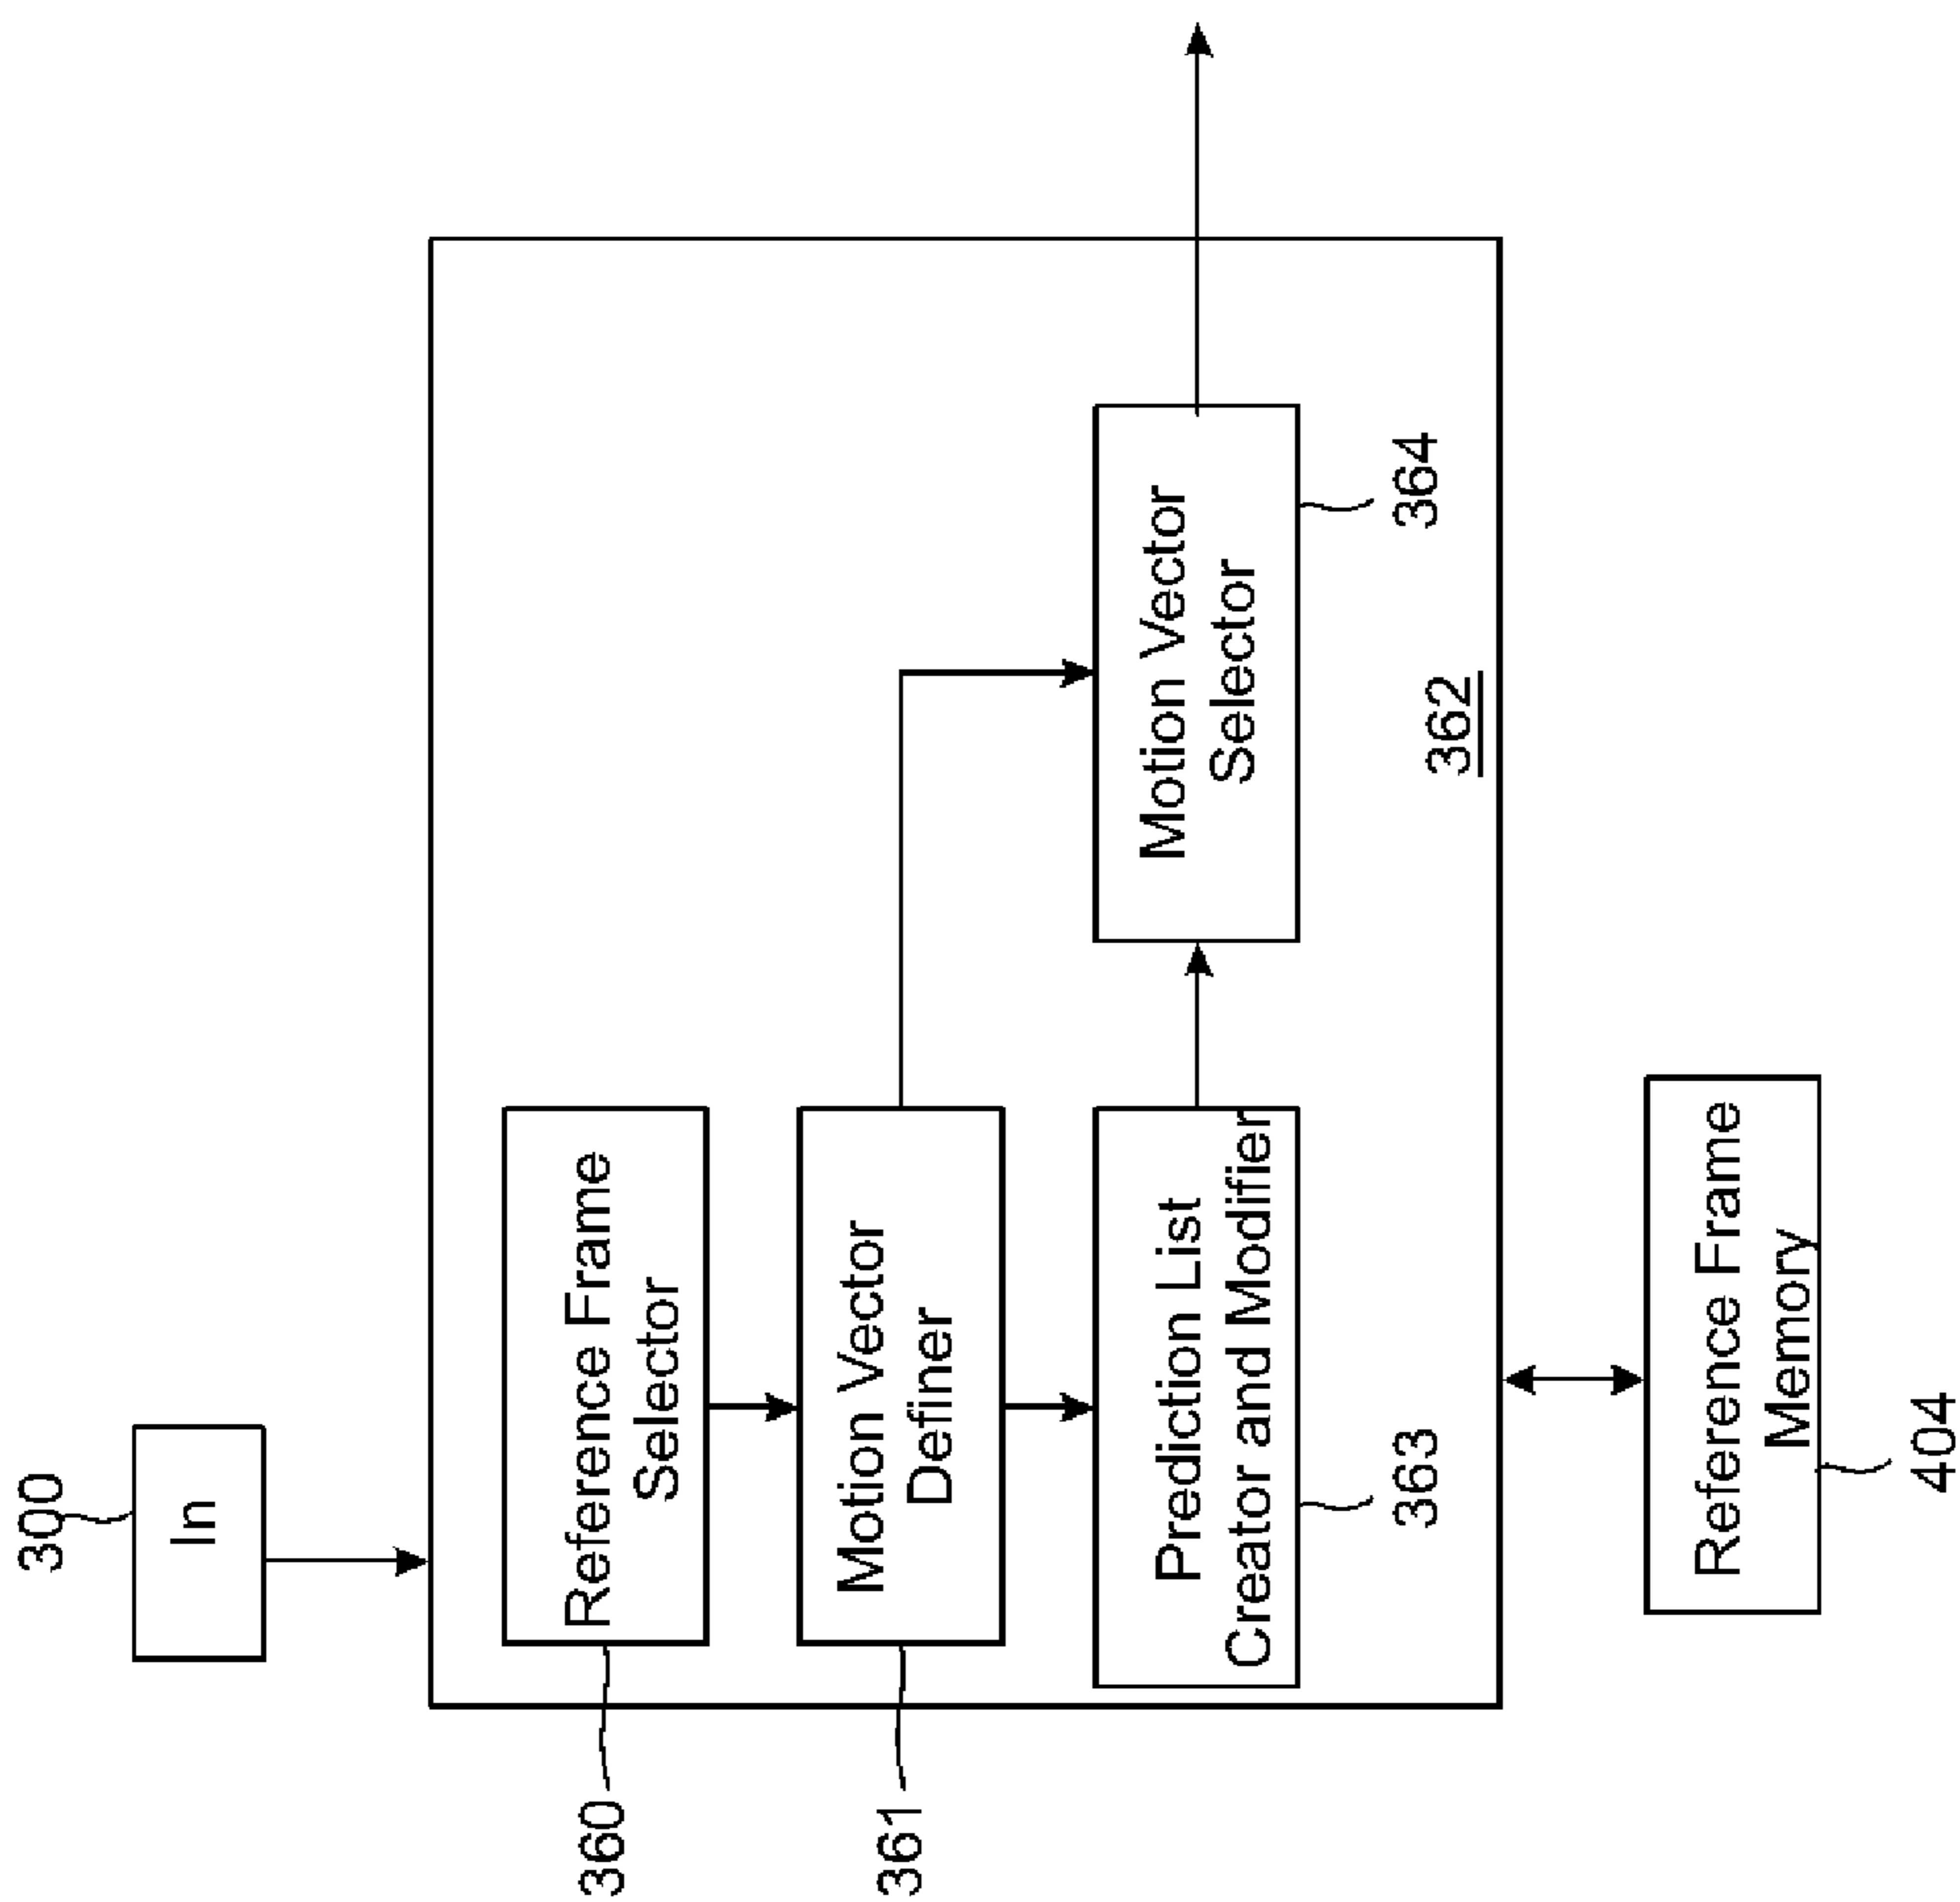 300
In
360
Reference Frame
Selector
361
Motion Vector
Definer
Prediction List
Creator and Modifier
363
Motion Vector
Selector
364
362
Reference Frame
Memory
404